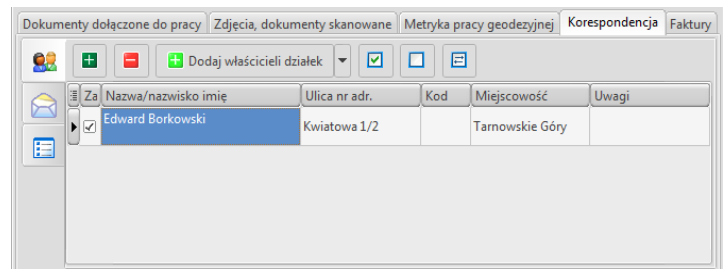 Dokumenty dołączone do pracy Zdjęcia, dokumenty skanowane Metryka pracy geodezyjnej Korespondencja Faktury
Dodaj właścicieli działek
Za Nazwa/nazwisko imię Ulica nr adr. Kod Miejscowość Uwagi
Edward Borkowski Kwiatowa 1/2 Tarnowskie Góry